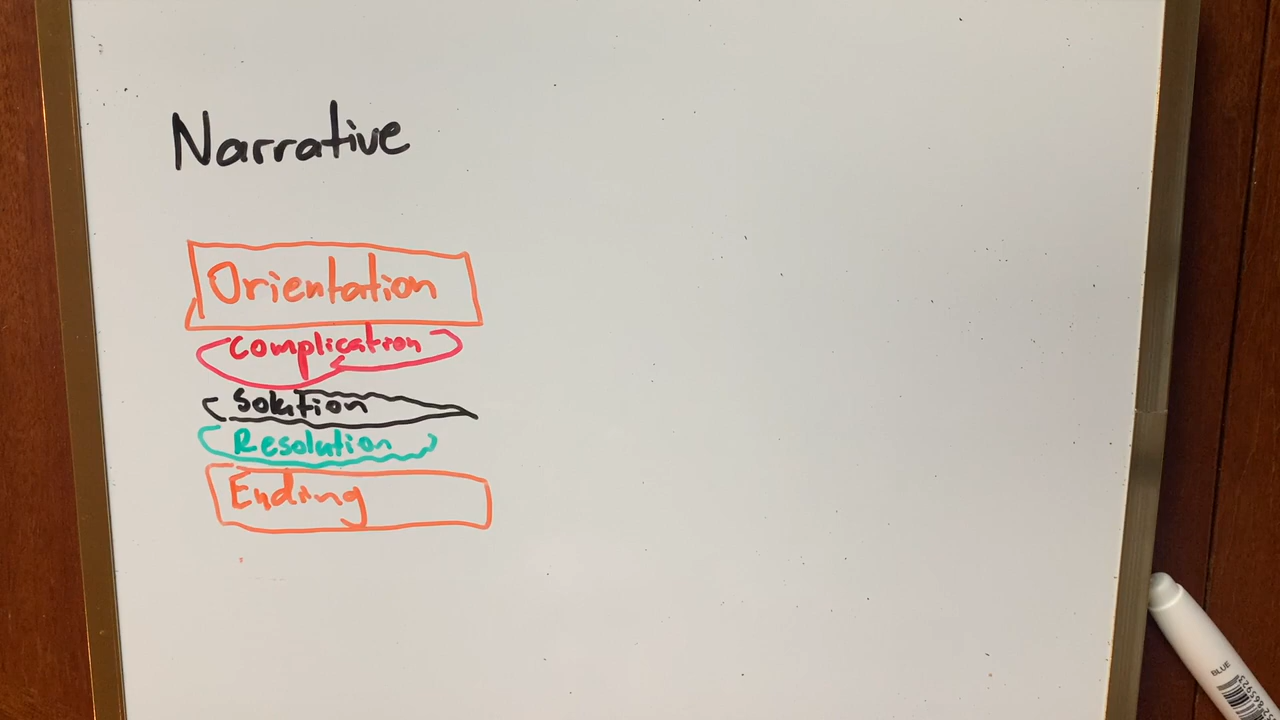 Narrative
Orientation
Complication
Solution
Resolution
Ending
BLUE